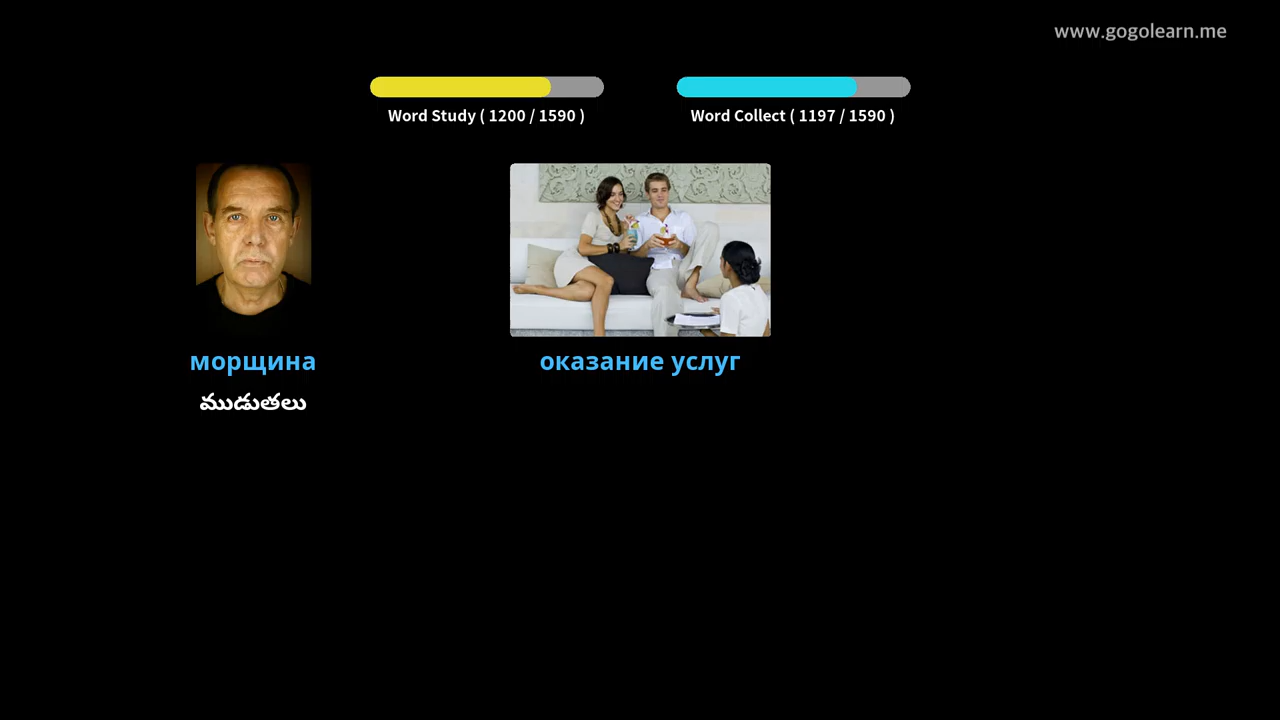 www.gogolearn.me
Word Study ( 1200 / 1590 )
Word Collect ( 1197 / 1590 )
морщина
оказание услуг
ముడుతలు